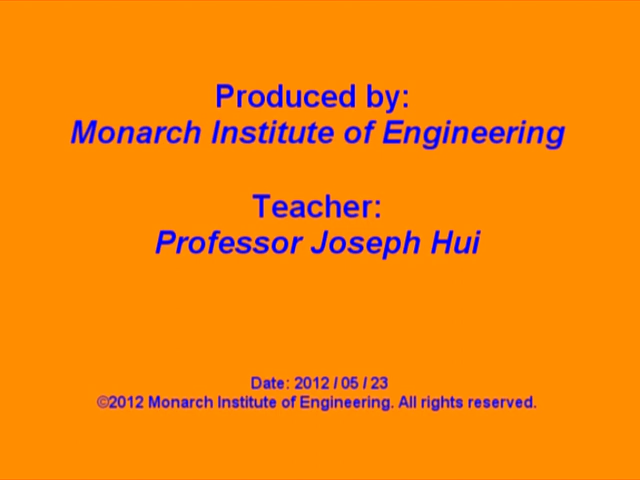 Produced by:
Monarch Institute of Engineering
Teacher:
Professor Joseph Hui
Date: 2012 / 05 / 23
©2012 Monarch Institute of Engineering. All rights reserved.